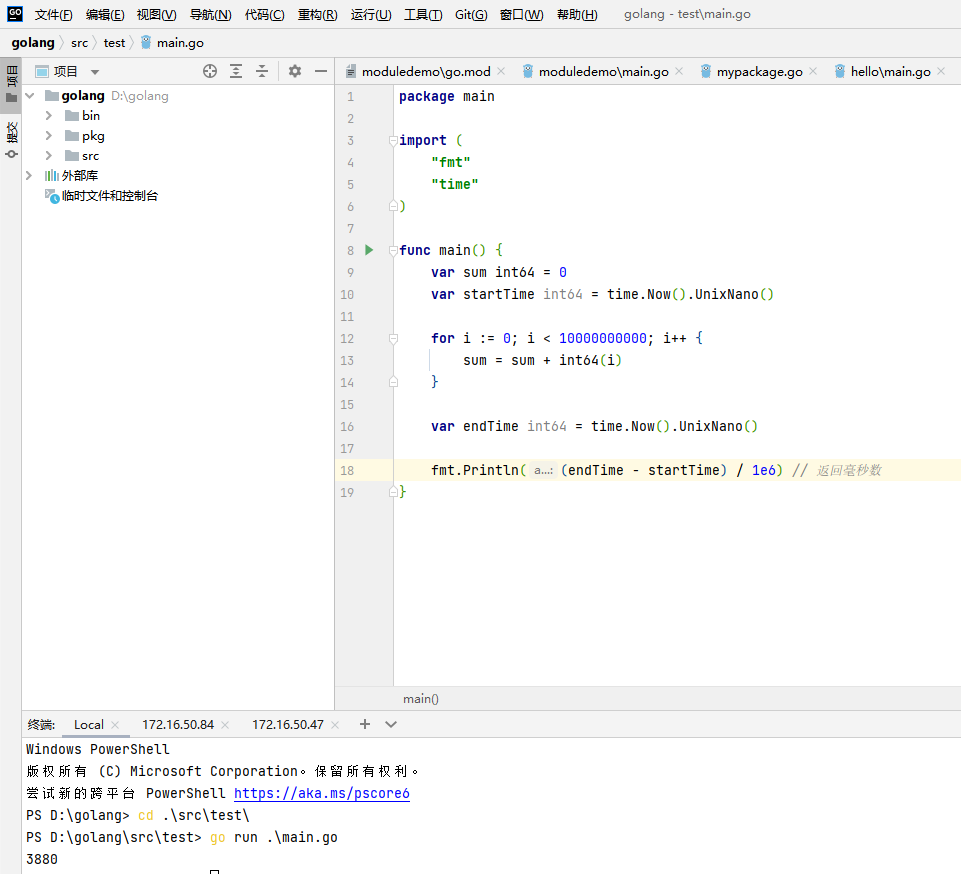 GO 文件(F) 编辑(E) 视图(V) 导航(N) 代码(C) 重构(R) 运行(U) 工具(T) Git(G) 窗口(W) 帮助(H) golang - test\main.go
golang src test main.go
项目
提交
项目
golang D:\golang
bin
pkg
src
外部库
临时文件和控制台
moduledemo\go.mod moduledemo\main.go mypackage.go hello\main.go
1 package main
2
3 import (
4 "fmt"
5 "time"
6 )
7
8 func main() {
9 var sum int64 = 0
10 var startTime int64 = time.Now().UnixNano()
11
12 for i := 0; i < 10000000000; i++ {
13 sum = sum + int64(i)
14 }
15
16 var endTime int64 = time.Now().UnixNano()
17
18 fmt.Println( a...: (endTime - startTime) / 1e6) // 返回毫秒数
19 }
main()
终端: Local 172.16.50.84 172.16.50.47
Windows PowerShell
版权所有 (C) Microsoft Corporation。保留所有权利。
尝试新的跨平台 PowerShell https://aka.ms/pscore6
PS D:\golang> cd .\src\test\
PS D:\golang\src\test> go run .\main.go
3880